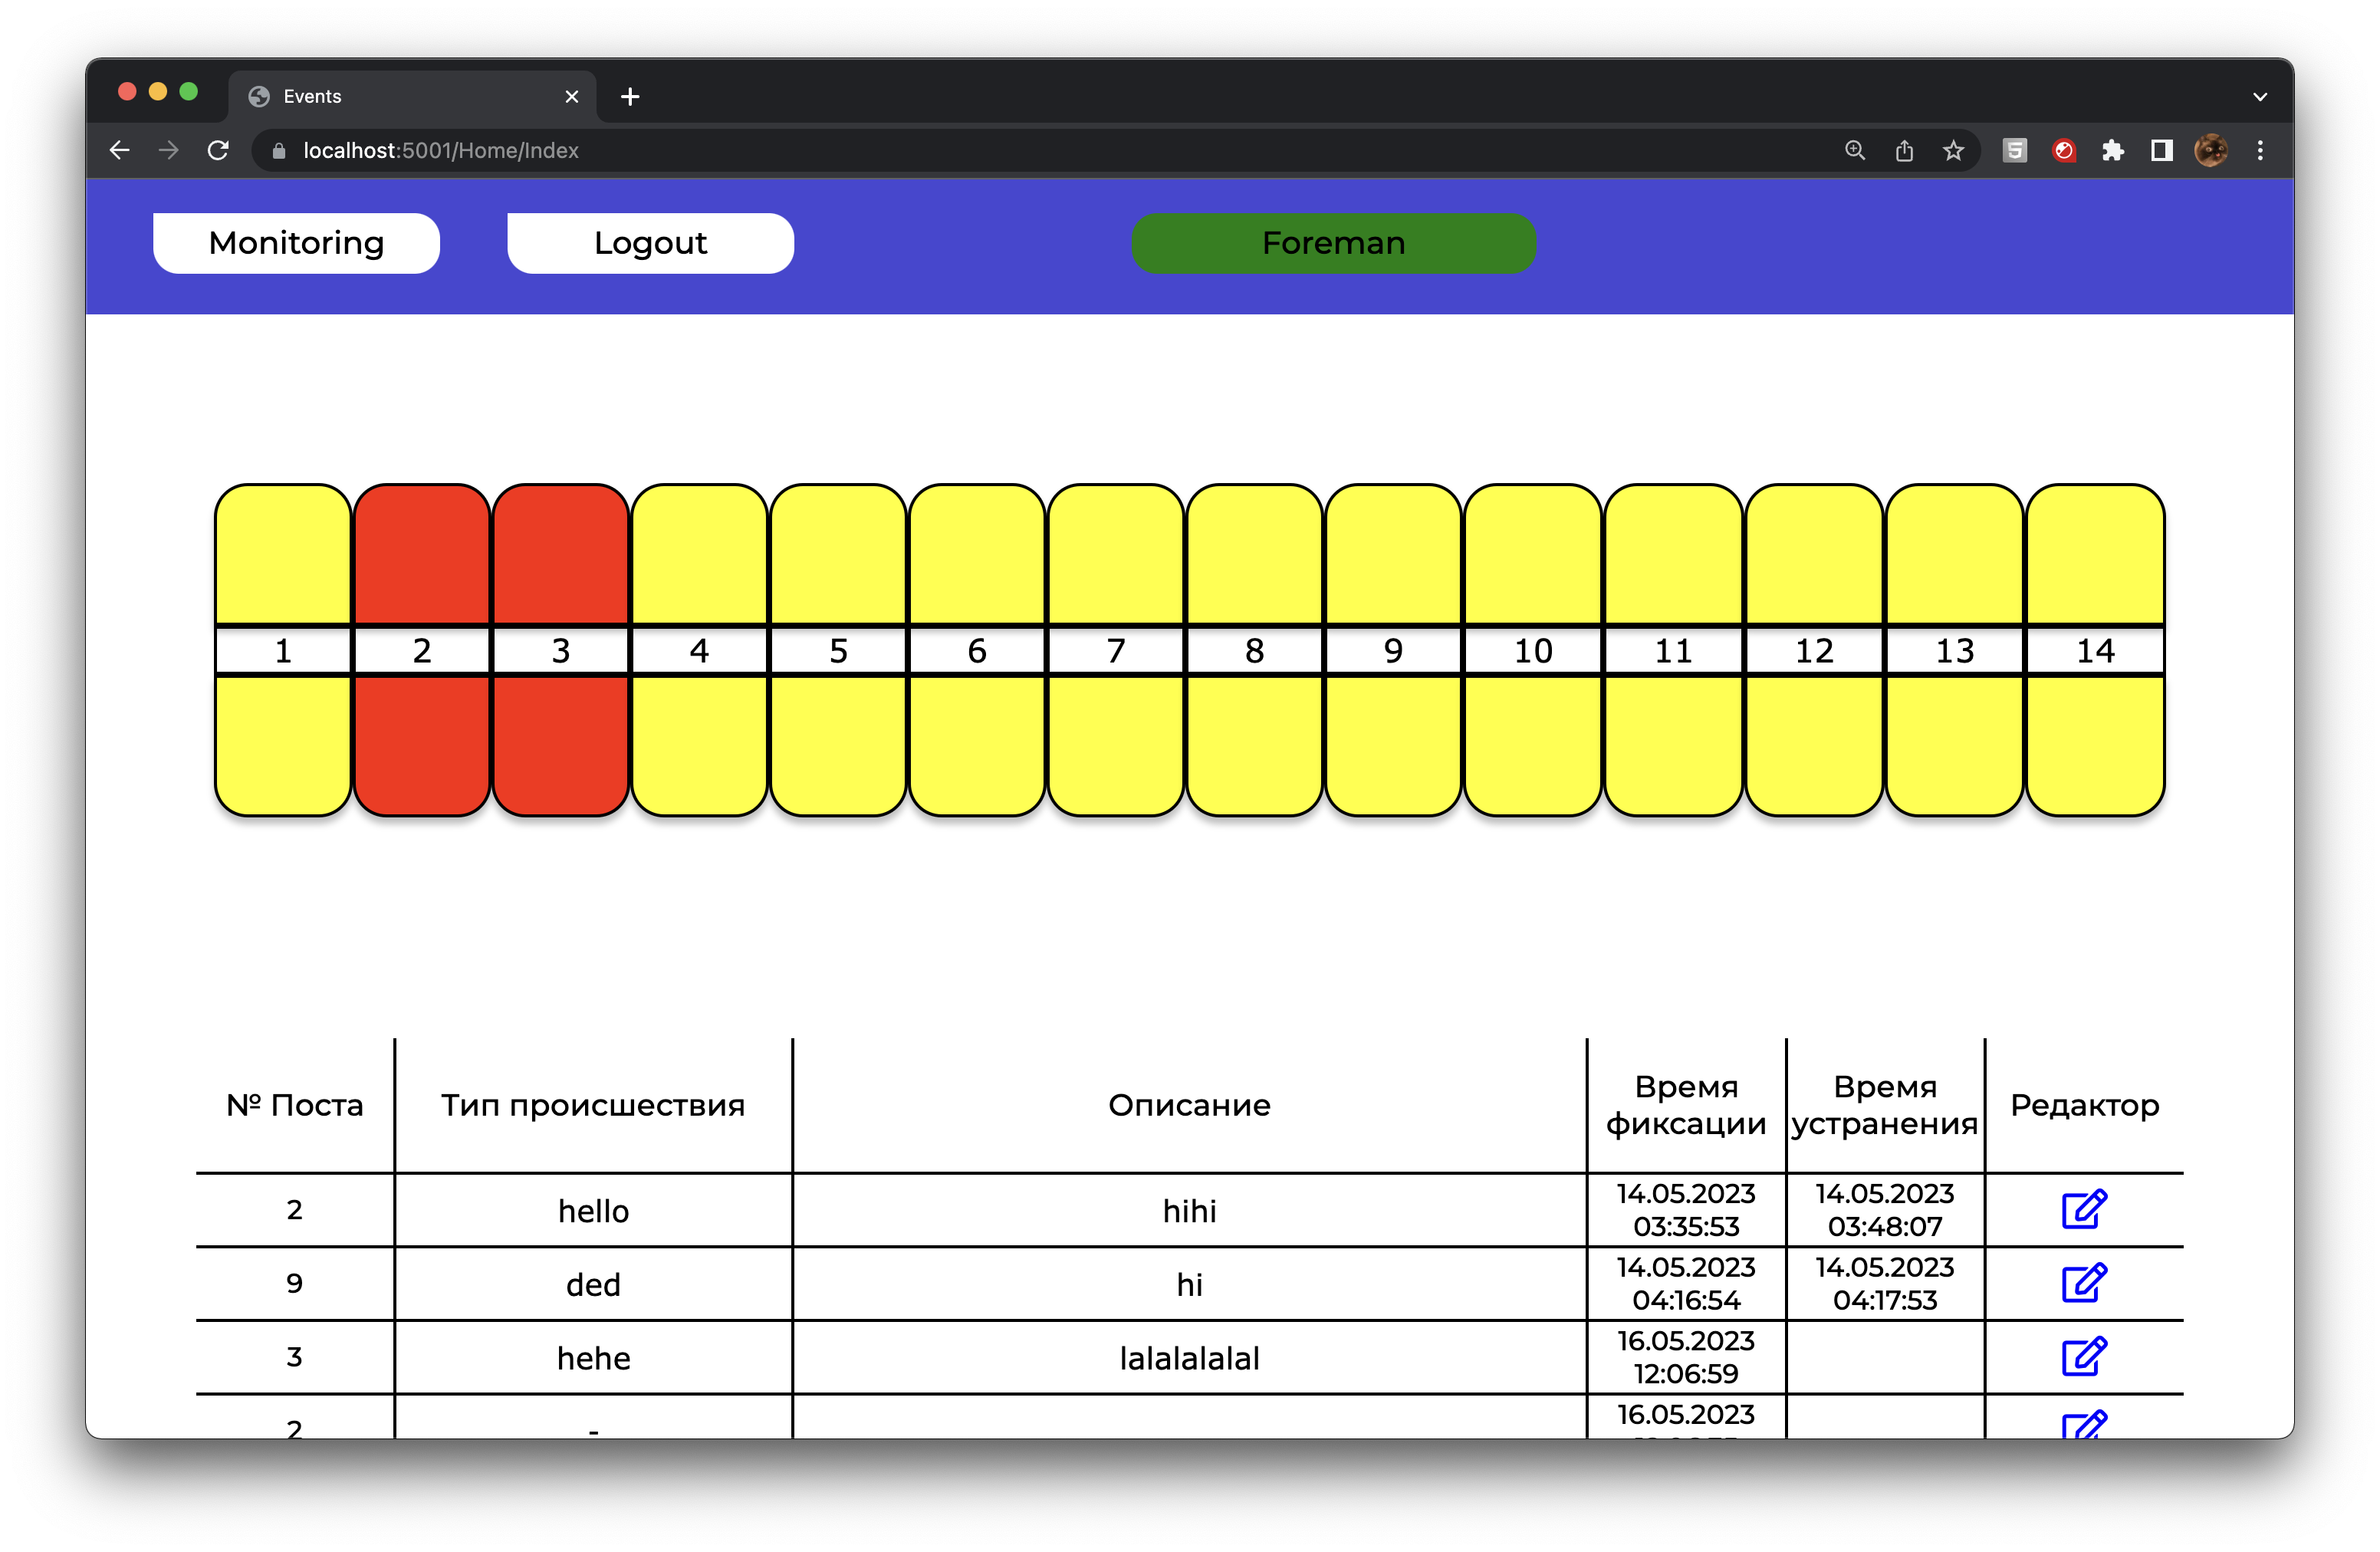 Events
localhost:5001/Home/Index
Monitoring
Logout
Foreman
1 2 3 4 5 6 7 8 9 10 11 12 13 14
№ Поста
Тип происшествия
Описание
Время
фиксации
Время
устранения
Редактор
2
hello
hihi
14.05.2023
03:35:53
14.05.2023
03:48:07
9
ded
hi
14.05.2023
04:16:54
14.05.2023
04:17:53
3
hehe
lalalalalal
16.05.2023
12:06:59
2
-
16.05.2023